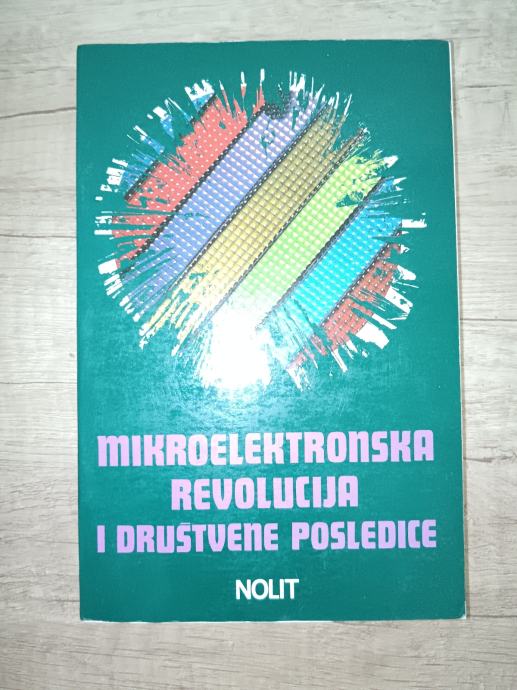 MIKROELEKTRONSKA
REVOLUCIJA
I DRUŠTVENE POSLEDICE
NOLIT